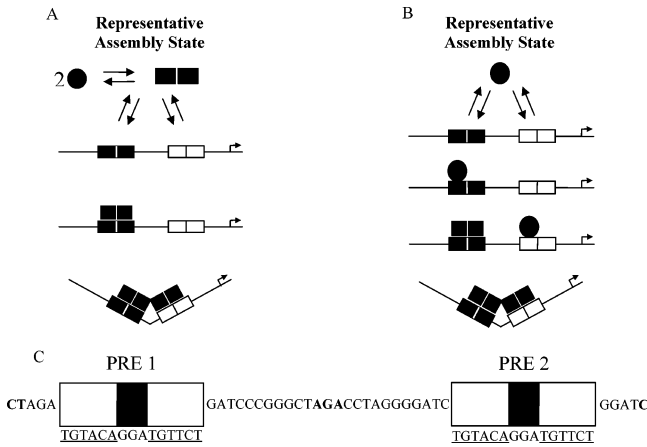 A
Representative
Assembly State
2
B
Representative
Assembly State
C
PRE 1
PRE 2
CTAGA
GATCCCGGGCTAGACCTAGGGGATC
GGATC
TGTACAGGATGTTCT
TGTACAGGATGTTCT